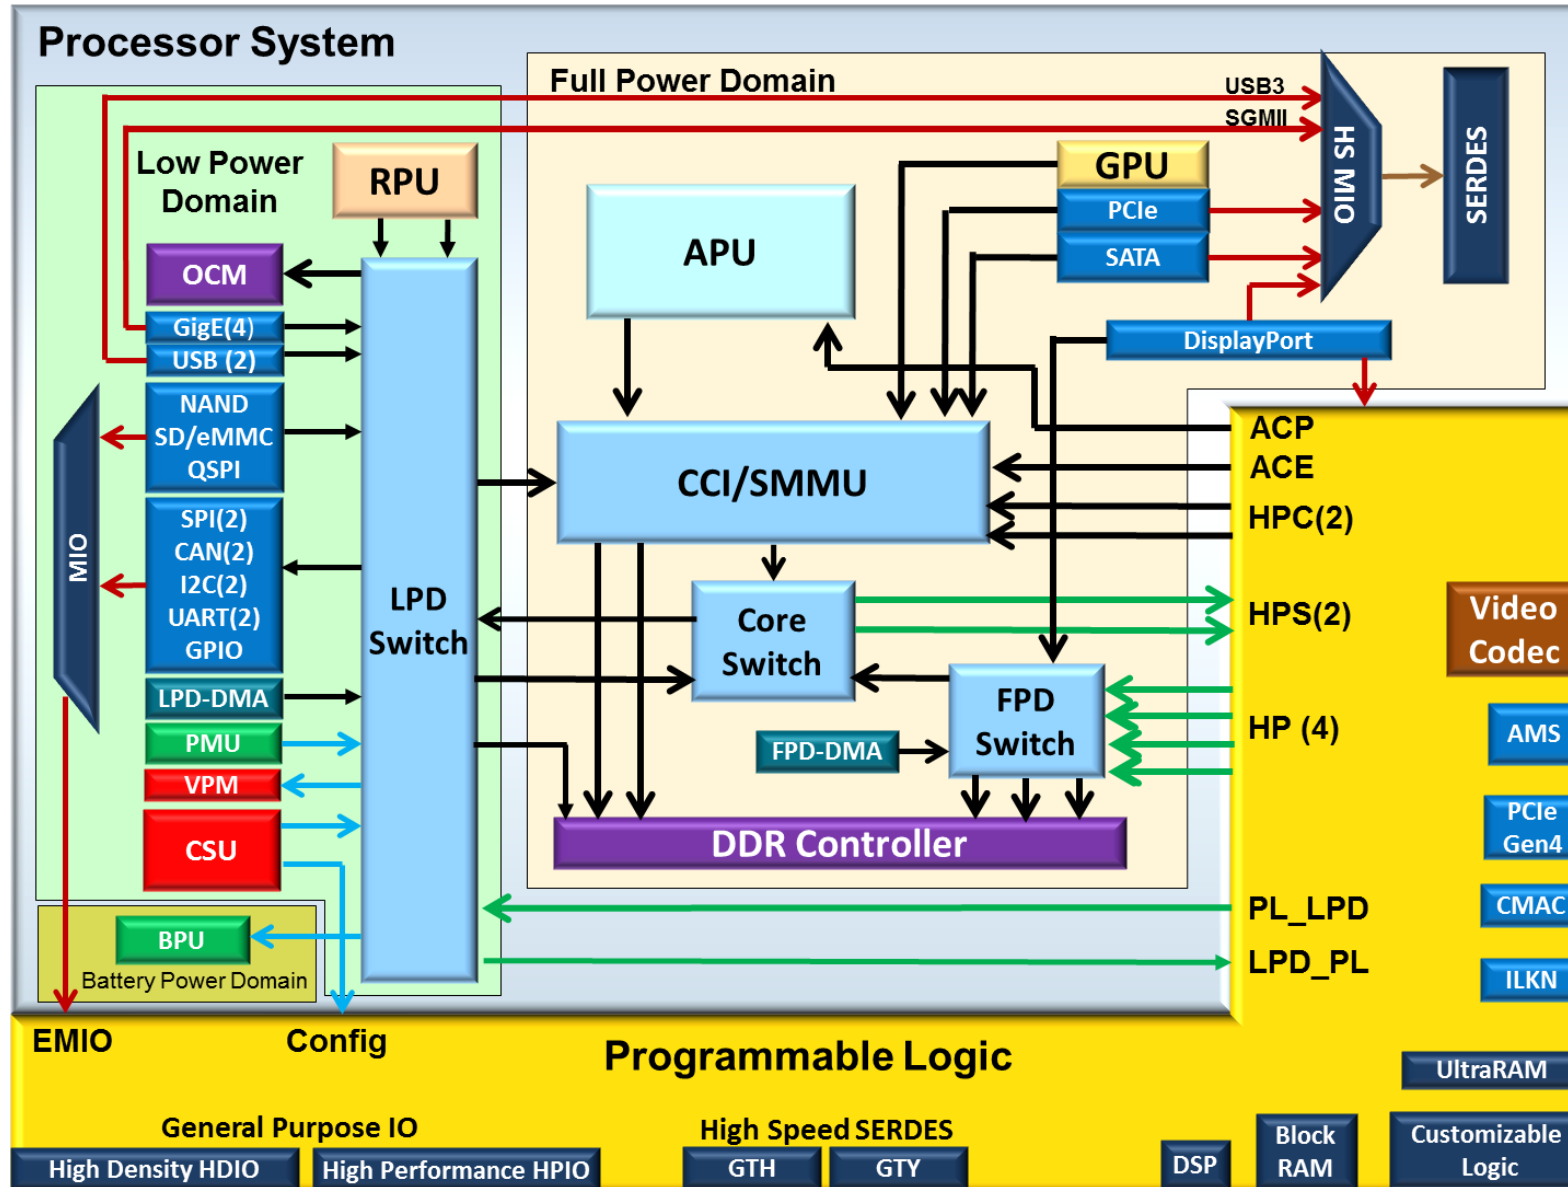 Processor System
Full Power Domain
USB3
SGMII
HS MIO
SERDES
Low Power
Domain
RPU
GPU
PCIe
SATA
APU
OCM
GigE(4)
USB (2)
DisplayPort
NAND
SD/eMMC
QSPI
MIO
SPI(2)
CAN(2)
I2C(2)
UART(2)
GPIO
LPD
Switch
CCI/SMMU
ACP
ACE
HPC(2)
Core
Switch
HPS(2)
Video
Codec
LPD-DMA
PMU
VPM
CSU
FPD-DMA
FPD
Switch
HP (4)
AMS
DDR Controller
PCIe
Gen4
CMAC
ILKN
BPU
Battery Power Domain
PL_LPD
LPD_PL
EMIO
Config
Programmable Logic
UltraRAM
General Purpose IO
High Density HDIO
High Performance HPIO
High Speed SERDES
GTH
GTY
DSP
Block
RAM
Customizable
Logic